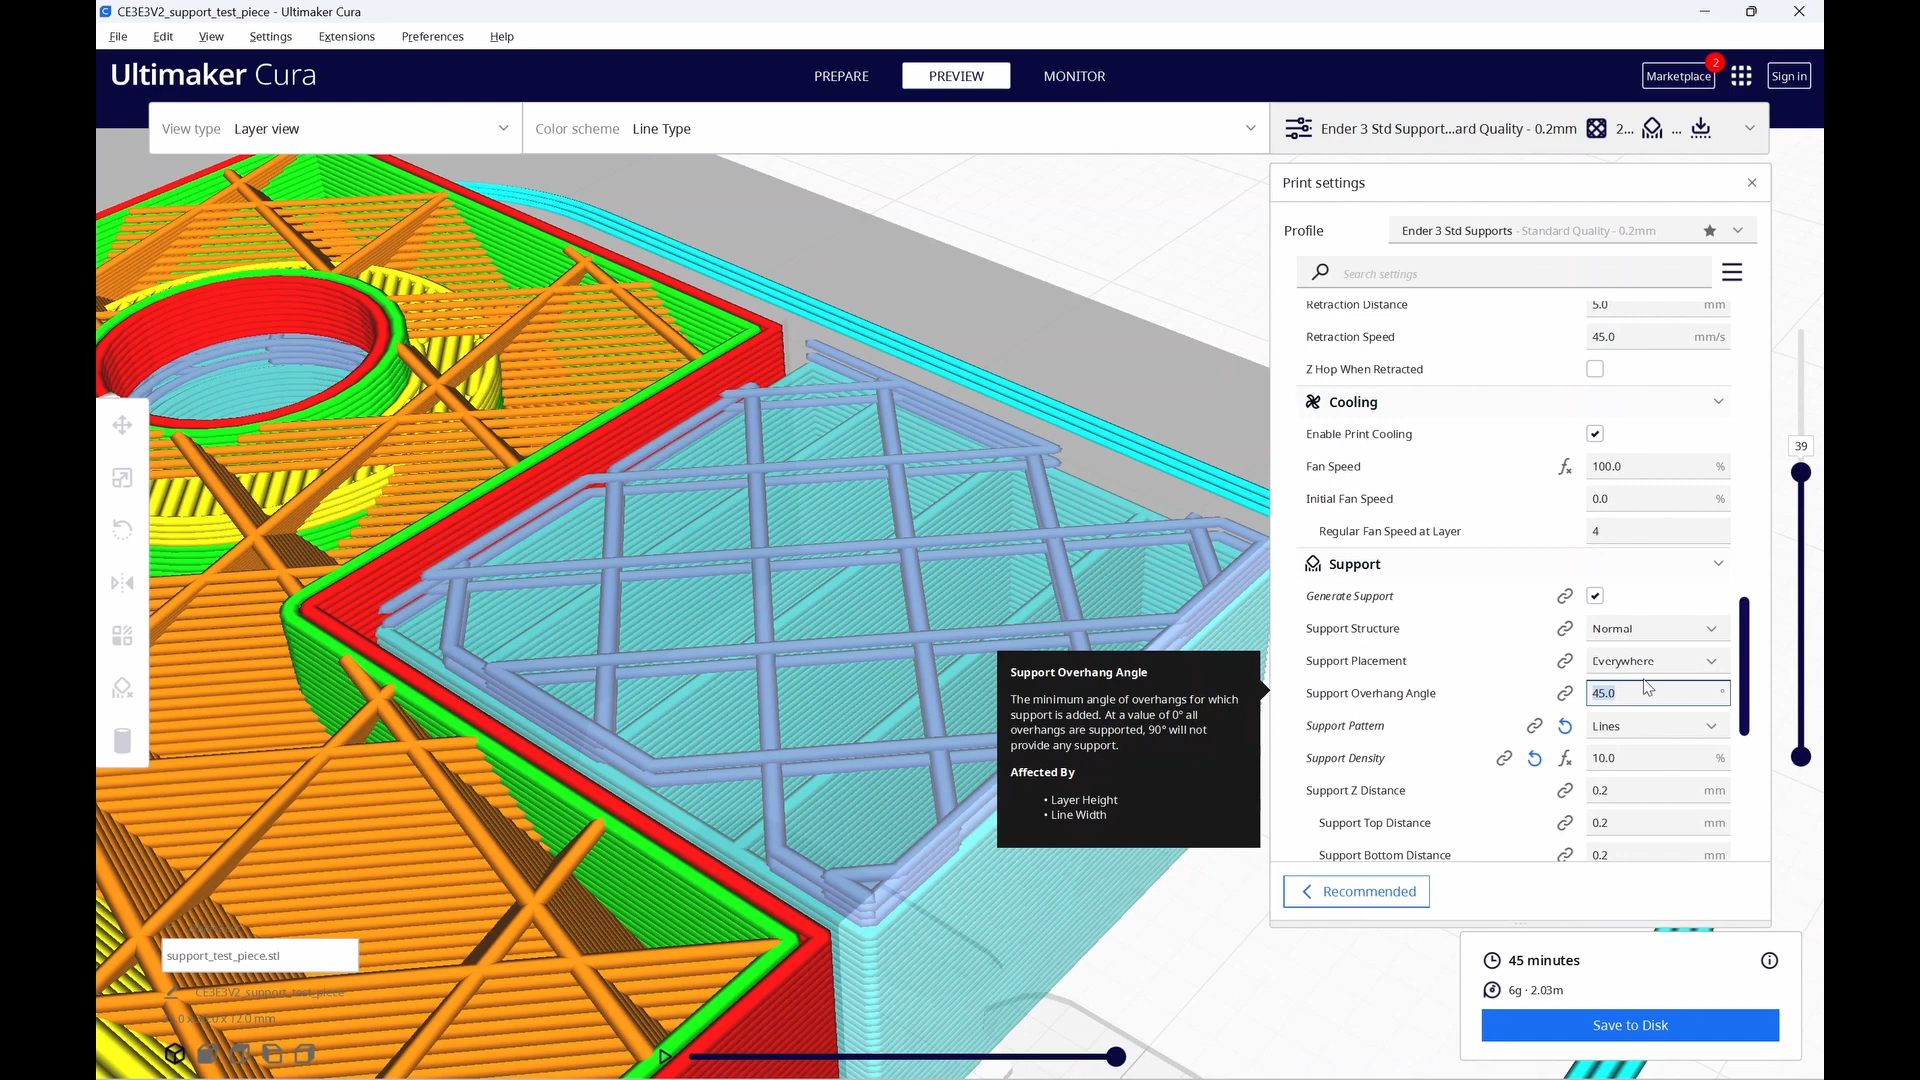 CE3E3V2_support_test_piece - Ultimaker Cura
File Edit View Settings Extensions Preferences Help
Ultimaker Cura
PREPARE PREVIEW MONITOR
Marketplace 2 Sign in
View type Layer view
Color scheme Line Type
Ender 3 Std Support...ard Quality - 0.2mm 2... ...
Print settings
Profile Ender 3 Std Supports - Standard Quality - 0.2mm
Search settings
Retraction Distance 5.0 mm
Retraction Speed 45.0 mm/s
Z Hop When Retracted
Cooling
Enable Print Cooling
Fan Speed fx 100.0 %
Initial Fan Speed 0.0 %
Regular Fan Speed at Layer 4
Support
Generate Support
Support Structure Normal
Support Placement Everywhere
Support Overhang Angle 45.0 °
Support Pattern Lines
Support Density fx 10.0 %
Support Z Distance 0.2 mm
Support Top Distance 0.2 mm
Support Bottom Distance 0.2 mm
Recommended
39
Support Overhang Angle
The minimum angle of overhangs for which
support is added. At a value of 0° all
overhangs are supported, 90° will not
provide any support.
Affected By
• Layer Height
• Line Width
support_test_piece.stl
CE3E3V2_support_test_piece
45 minutes
6g · 2.03m
Save to Disk